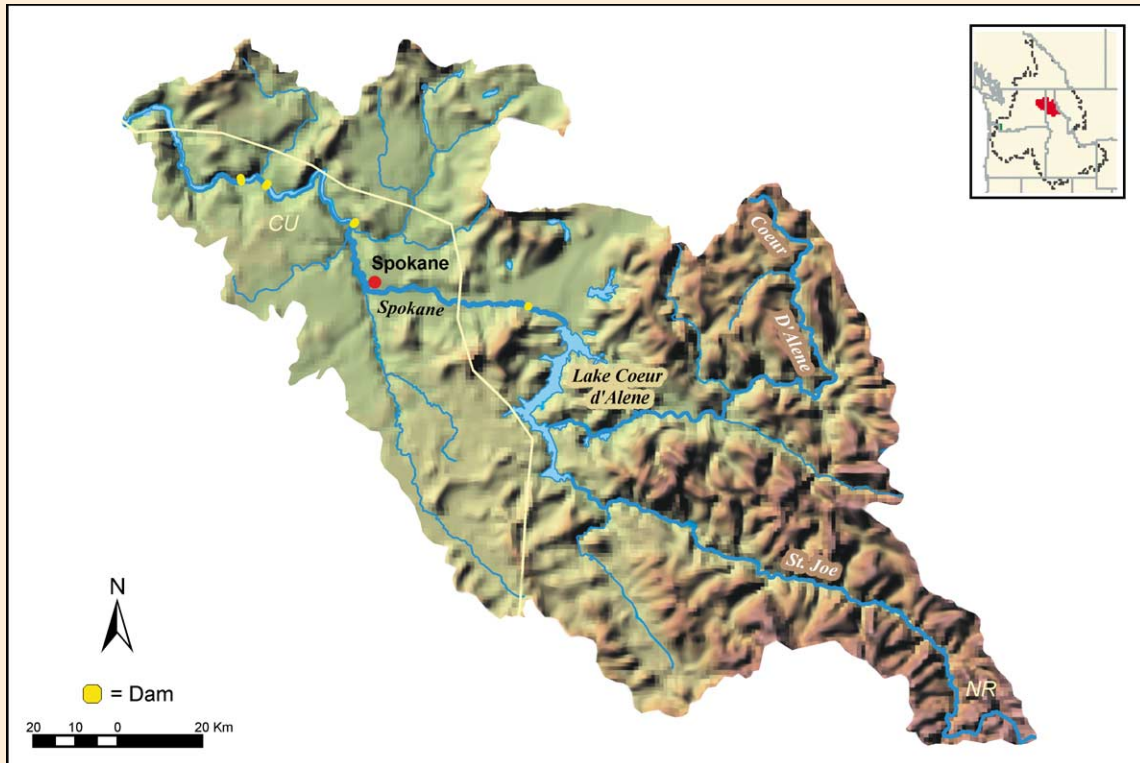 Coeur
D'Alene
CU
Spokane
Spokane
Lake Coeur
d'Alene
St. Joe
NR
N
= Dam
20 10 0 20 Km